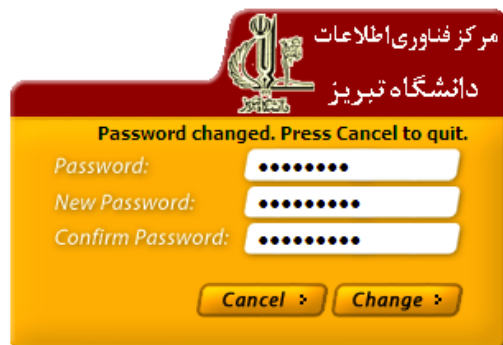 مرکز فناوری اطلاعات
دانشگاه تبریز
Password changed. Press Cancel to quit.
Password: ••••••••
New Password: •••••••••
Confirm Password: •••••••••
Cancel Change